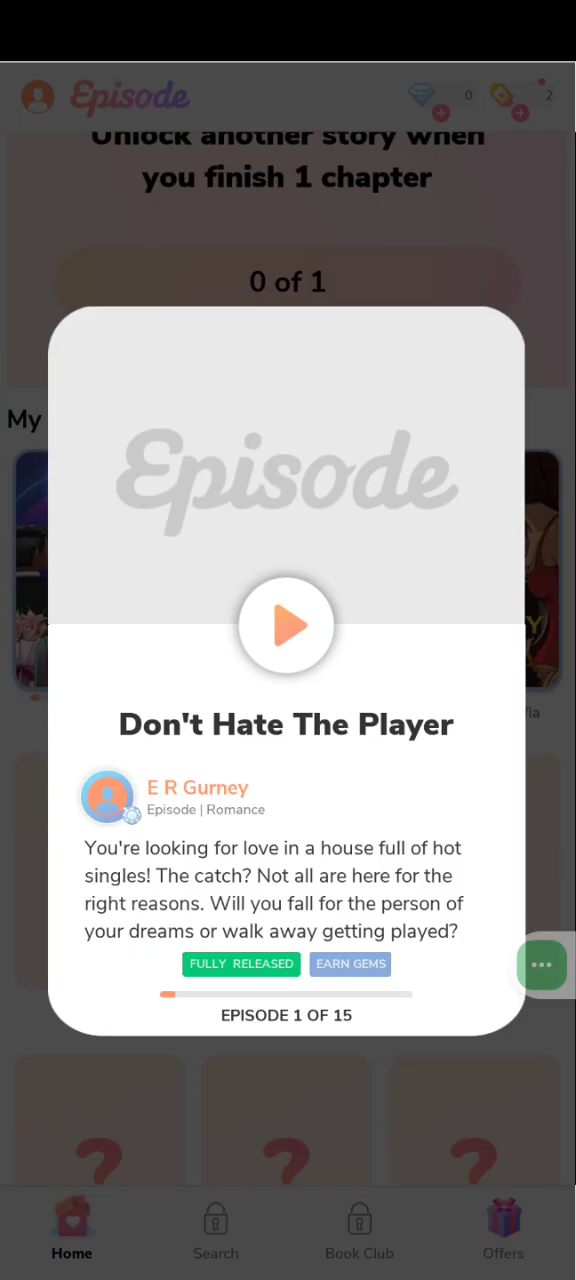 Episode
0
2
Unlock another story when
you finish 1 chapter
0 of 1
My
Episode
Y
fia
Don't Hate The Player
E R Gurney
Episode | Romance
You're looking for love in a house full of hot
singles! The catch? Not all are here for the
right reasons. Will you fall for the person of
your dreams or walk away getting played?
FULLY RELEASED EARN GEMS
EPISODE 1 OF 15
? ? ?
Home Search Book Club Offers